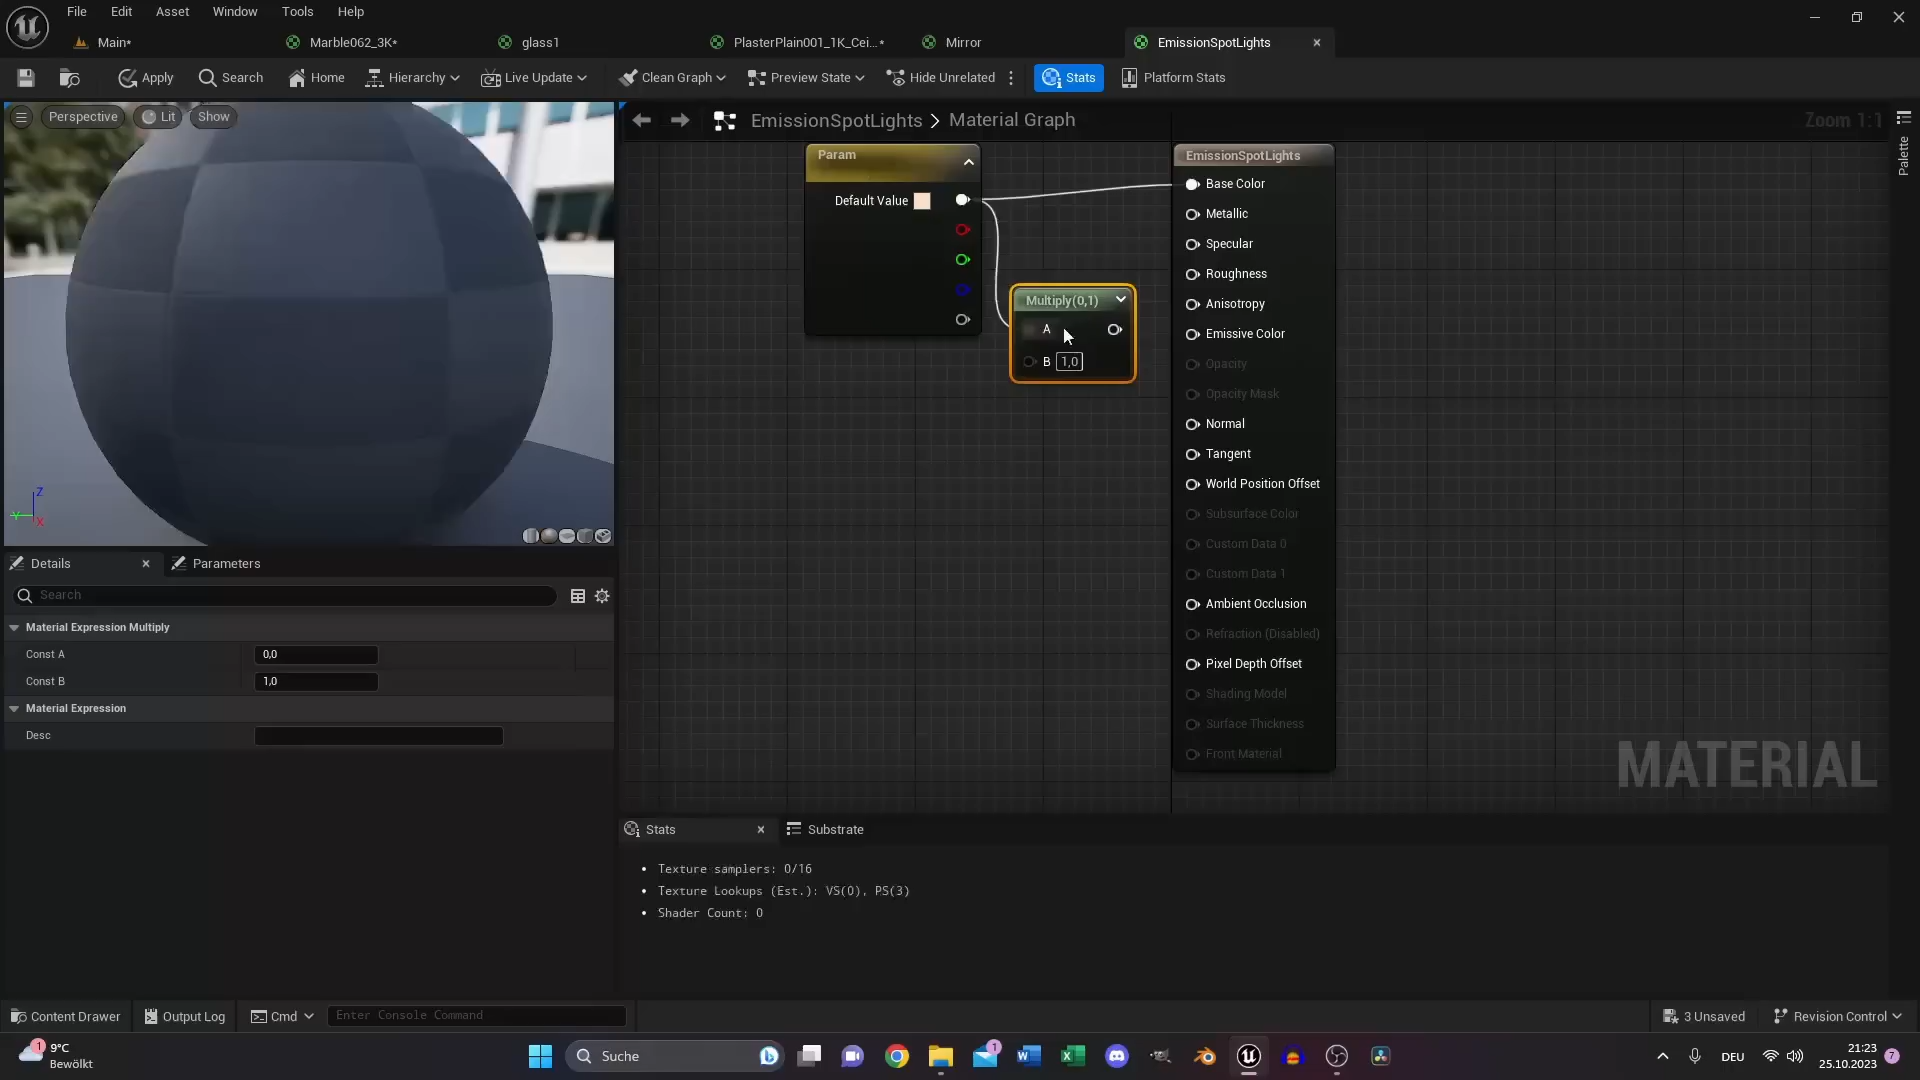 File Edit Asset Window Tools Help
Main* Marble062_3K* glass1 PlasterPlain001_1K_Cei...* Mirror EmissionSpotLights
Apply Search Home Hierarchy Live Update Clean Graph Preview State Hide Unrelated Stats Platform Stats
Perspective Lit Show
EmissionSpotLights > Material Graph
Zoom 1:1
Palette
Param
Default Value
Multiply(0,1)
A
B 1,0
EmissionSpotLights
Base Color
Metallic
Specular
Roughness
Anisotropy
Emissive Color
Opacity
Opacity Mask
Normal
Tangent
World Position Offset
Subsurface Color
Custom Data 0
Custom Data 1
Ambient Occlusion
Refraction (Disabled)
Pixel Depth Offset
Shading Model
Surface Thickness
Front Material
MATERIAL
Z
Y
X
Details Parameters
Search
Material Expression Multiply
Const A 0,0
Const B 1,0
Material Expression
Desc
Stats Substrate
Texture samplers: 0/16
Texture Lookups (Est.): VS(0), PS(3)
Shader Count: 0
Content Drawer Output Log Cmd Enter Console Command 3 Unsaved Revision Control
1 9°C
Bewölkt
Suche
1
DEU
21:23
25.10.2023
7